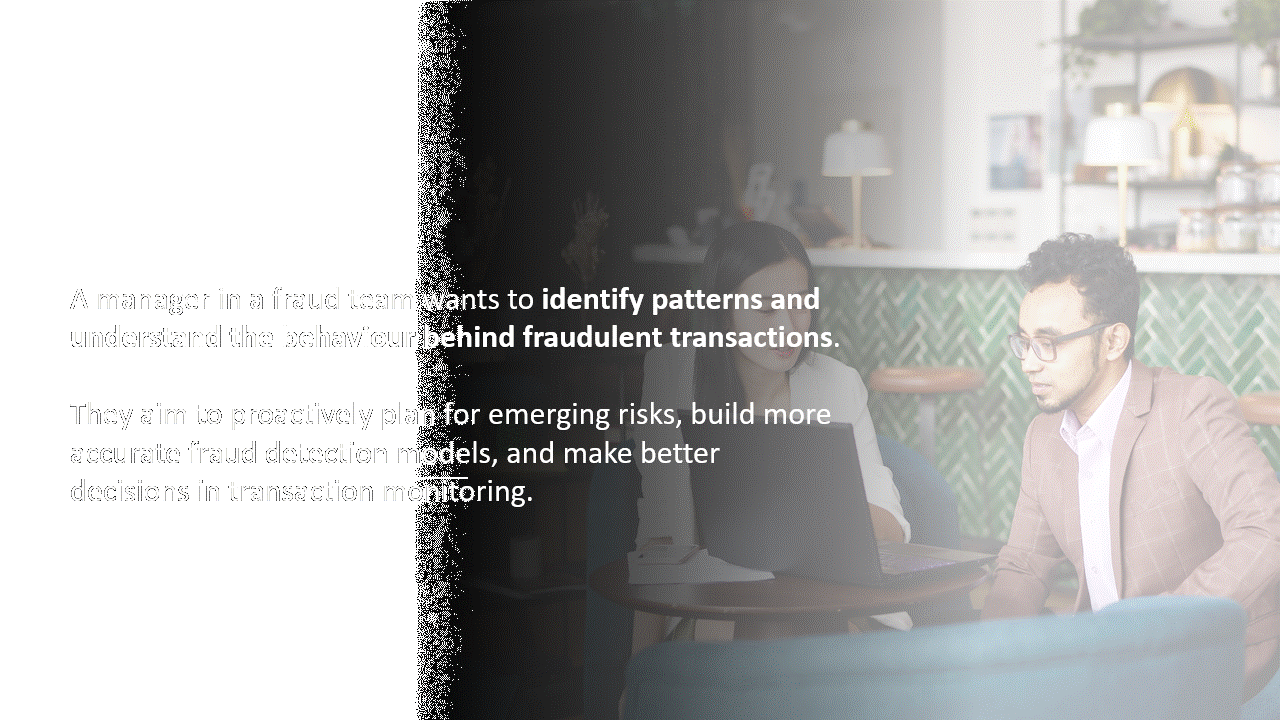 A manager in a fraud team wants to identify patterns and
understand the behaviour behind fraudulent transactions.
They aim to proactively plan for emerging risks, build more
accurate fraud detection models, and make better
decisions in transaction monitoring.